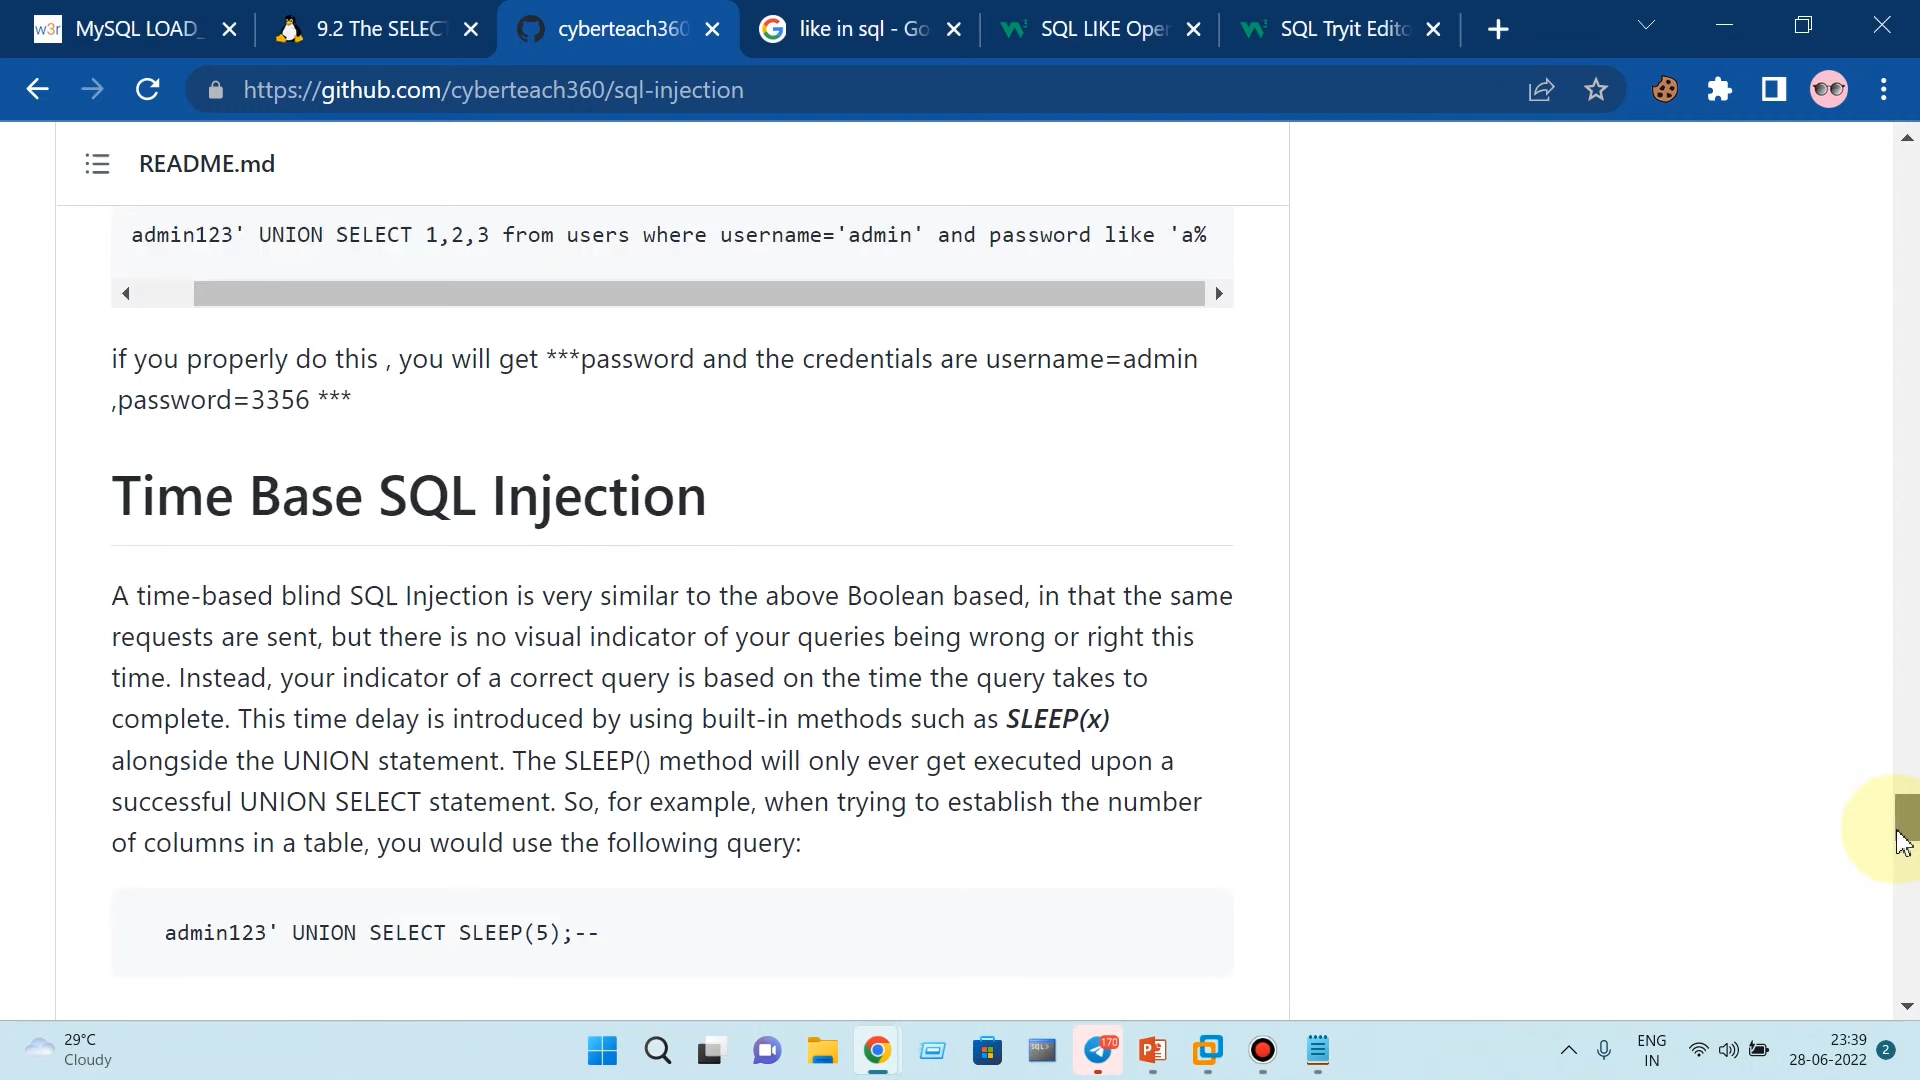 w3r MySQL LOAD_
9.2 The SELEC
cyberteach360
like in sql - Go
SQL LIKE Oper
SQL Tryit Edito
https://github.com/cyberteach360/sql-injection
README.md
admin123' UNION SELECT 1,2,3 from users where username='admin' and password like 'a%
if you properly do this , you will get ***password and the credentials are username=admin
,password=3356 ***
Time Base SQL Injection
A time-based blind SQL Injection is very similar to the above Boolean based, in that the same
requests are sent, but there is no visual indicator of your queries being wrong or right this
time. Instead, your indicator of a correct query is based on the time the query takes to
complete. This time delay is introduced by using built-in methods such as SLEEP(x)
alongside the UNION statement. The SLEEP() method will only ever get executed upon a
successful UNION SELECT statement. So, for example, when trying to establish the number
of columns in a table, you would use the following query:
admin123' UNION SELECT SLEEP(5);--
29°C
Cloudy
SQL>
170
ENG
IN
23:39
28-06-2022
2